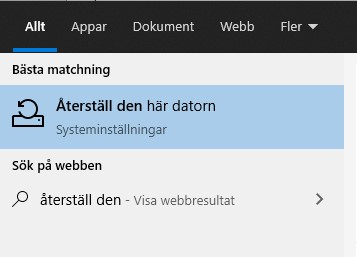 Allt Appar Dokument Webb Fler
Bästa matchning
Återställ den här datorn
Systeminställningar
Sök på webben
återställ den - Visa webbresultat